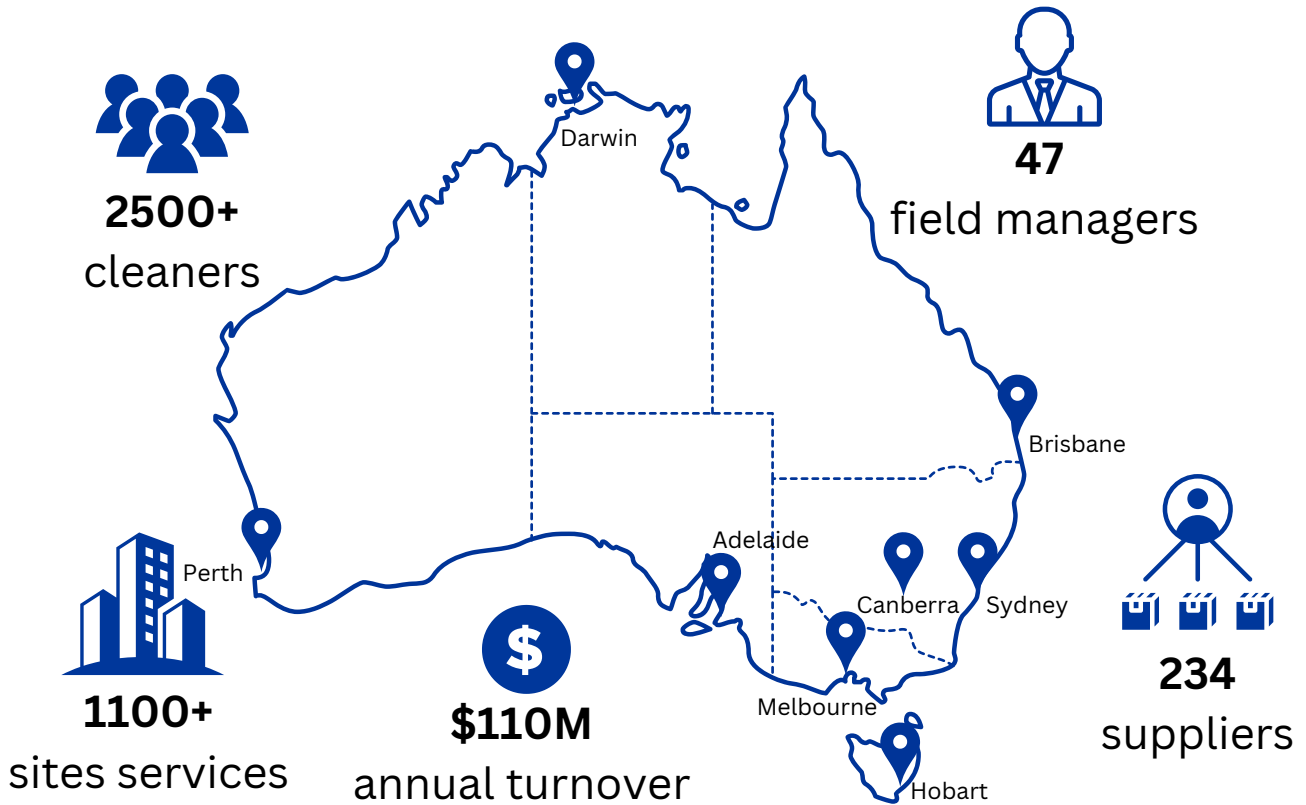 Darwin
47
field managers
2500+
cleaners
Brisbane
Adelaide
Perth
Canberra
Sydney
234
suppliers
1100+
sites services
$
$110M
annual turnover
Melbourne
Hobart